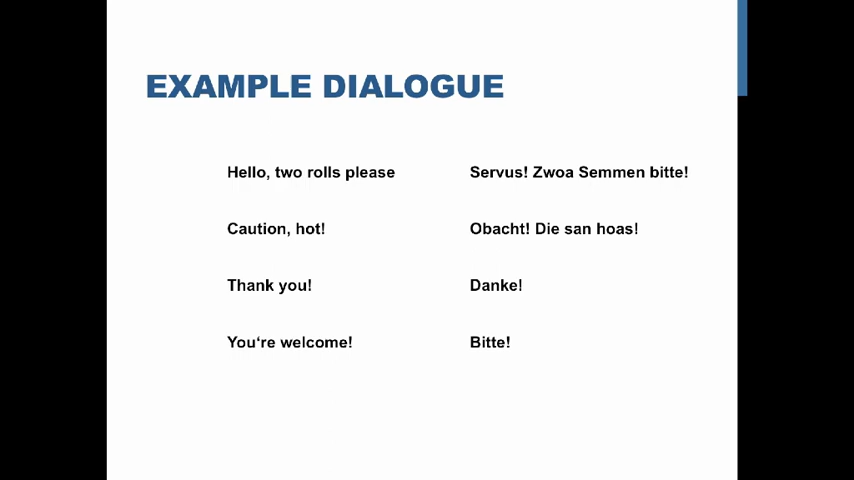 EXAMPLE DIALOGUE
Hello, two rolls please Servus! Zwoa Semmen bitte!
Caution, hot! Obacht! Die san hoas!
Thank you! Danke!
You‘re welcome! Bitte!